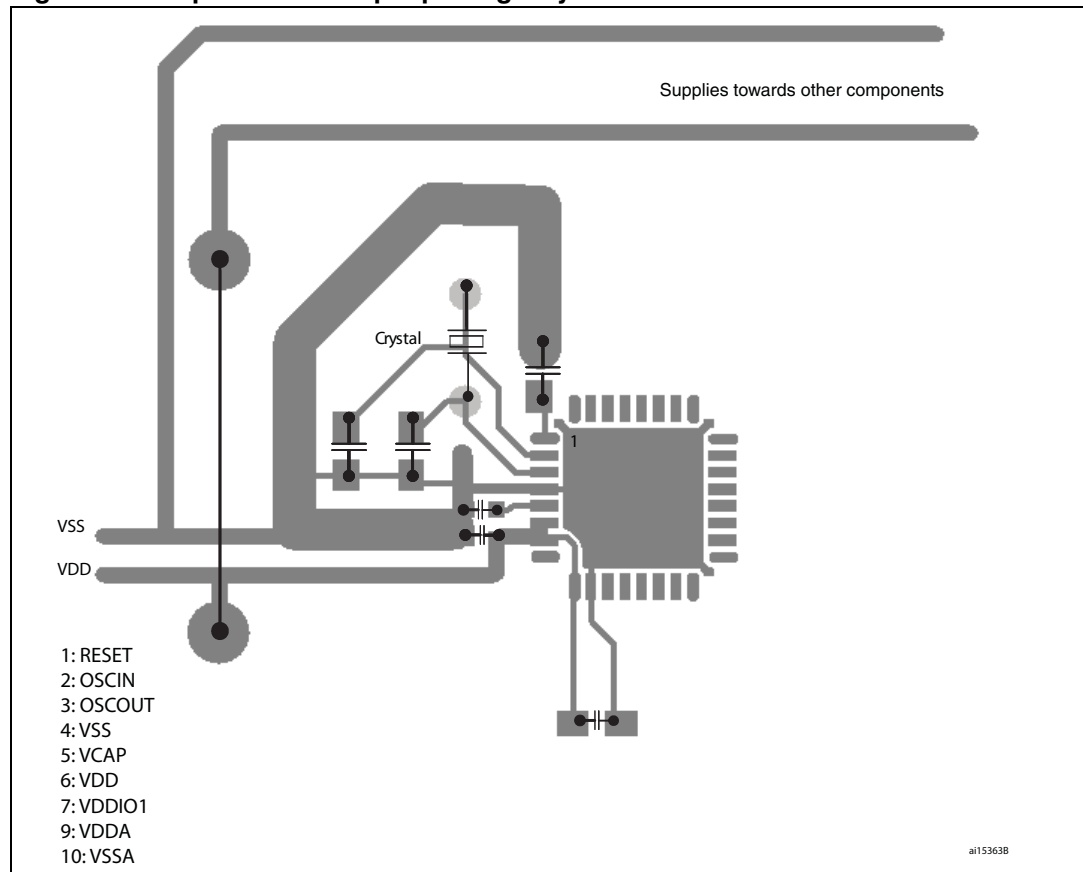 Supplies towards other components
Crystal
1
VSS
VDD
1: RESET
2: OSCIN
3: OSCOUT
4: VSS
5: VCAP
6: VDD
7: VDDIO1
9: VDDA
10: VSSA
ai15363B